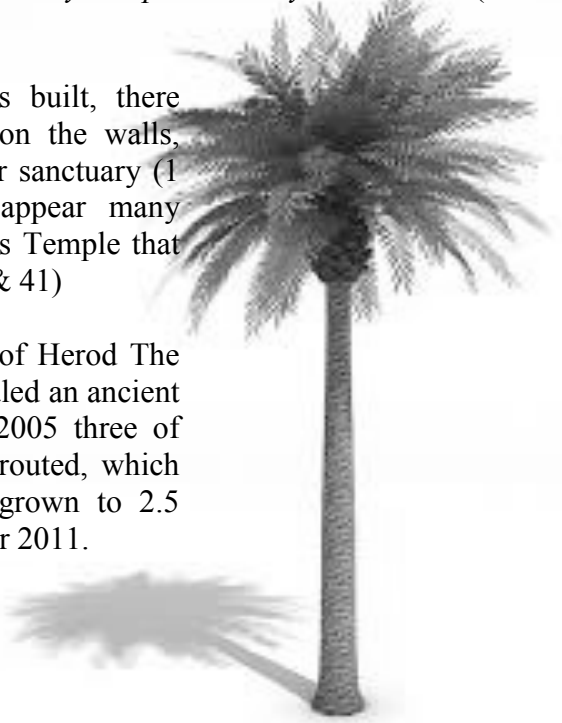 s built, there
on the walls,
r sanctuary (1
appear many
s Temple that
& 41)
of Herod The
led an ancient
2005 three of
routed, which
grown to 2.5
r 2011.